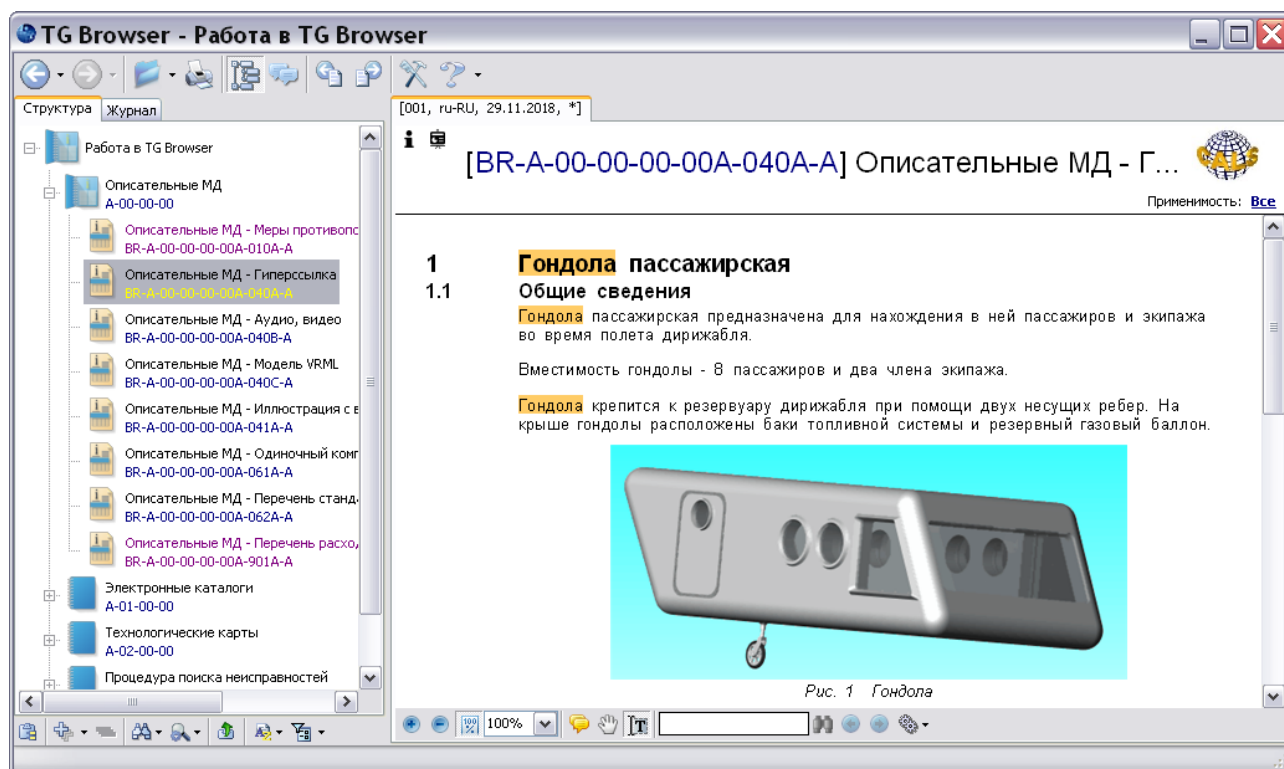 TG Browser - Работа в TG Browser
Структура
Журнал
Работа в TG Browser
Описательные МД
A-00-00-00
Описательные МД - Меры противопс
BR-A-00-00-00-00A-010A-A
Описательные МД - Гиперссылка
BR-A-00-00-00-00A-040A-A
Описательные МД - Аудио, видео
BR-A-00-00-00-00A-040B-A
Описательные МД - Модель VRML
BR-A-00-00-00-00A-040C-A
Описательные МД - Иллюстрация с в
BR-A-00-00-00-00A-041A-A
Описательные МД - Одиночный комп
BR-A-00-00-00-00A-061A-A
Описательные МД - Перечень станд
BR-A-00-00-00-00A-062A-A
Описательные МД - Перечень расхо,
BR-A-00-00-00-00A-901A-A
Электронные каталоги
A-01-00-00
Технологические карты
A-02-00-00
Процедура поиска неисправностей
[001, ru-RU, 29.11.2018, *]
[BR-A-00-00-00-00A-040A-A] Описательные МД - Г...
CALS
Применимость: Все
1 Гондола пассажирская
1.1 Общие сведения
Гондола пассажирская предназначена для нахождения в ней пассажиров и экипажа
во время полета дирижабля.
Вместимость гондолы - 8 пассажиров и два члена экипажа.
Гондола крепится к резервуару дирижабля при помощи двух несущих ребер. На
крыше гондолы расположены баки топливной системы и резервный газовый баллон.
Рис. 1 Гондола
100%